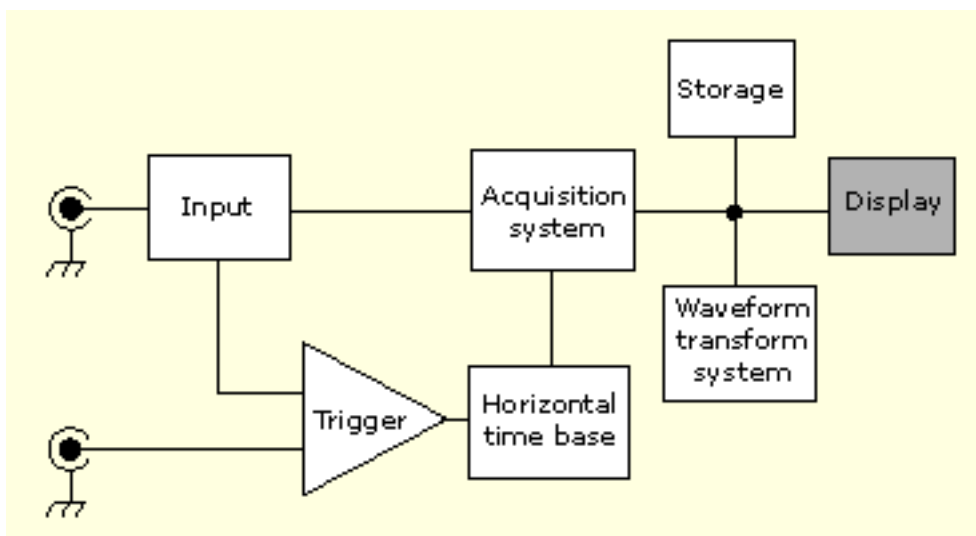 Storage
Input
Acquisition
system
Display
Waveform
transform
system
Trigger
Horizontal
time base